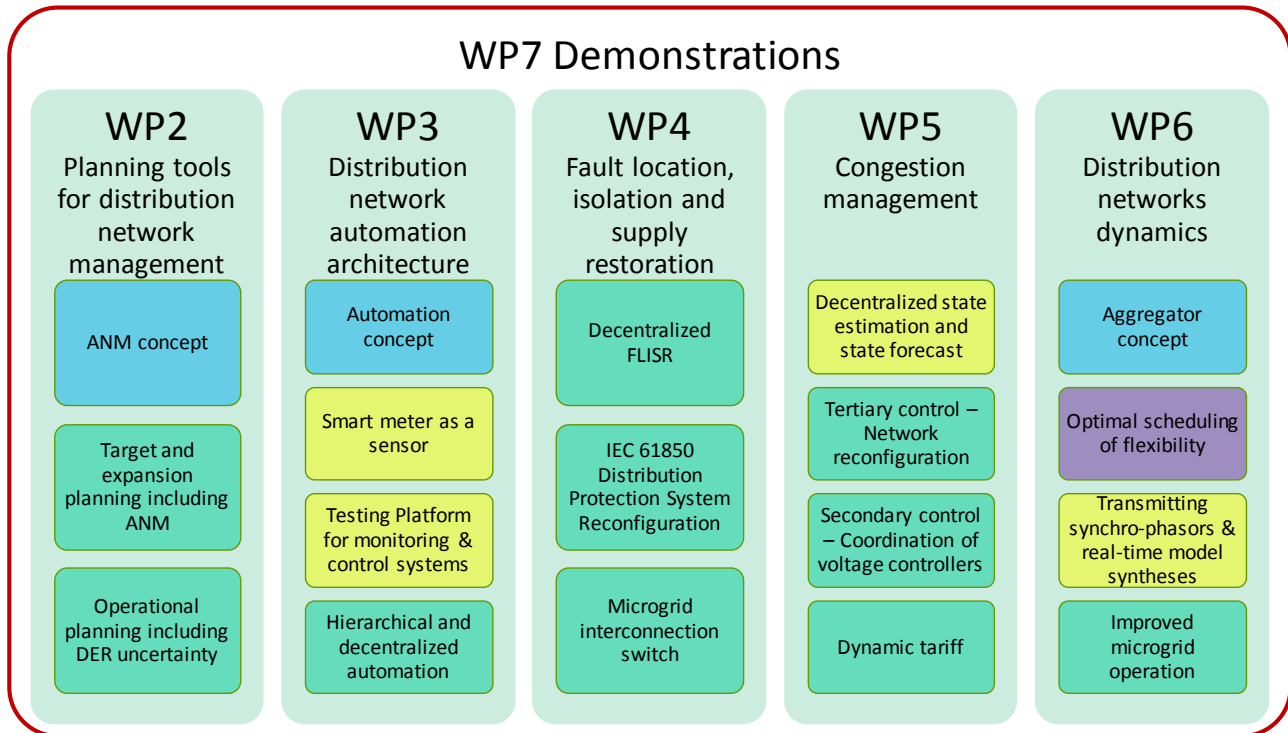 WP7 Demonstrations
WP2
Planning tools
for distribution
network
management
ANM concept
Target and
expansion
planning including
ANM
Operational
planning including
DER uncertainty
WP3
Distribution
network
automation
architecture
Automation
concept
Smart meter as a
sensor
Testing Platform
for monitoring &
control systems
Hierarchical and
decentralized
automation
WP4
Fault location,
isolation and
supply
restoration
Decentralized
FLISR
IEC 61850
Distribution
Protection System
Reconfiguration
Microgrid
interconnection
switch
WP5
Congestion
management
Decentralized state
estimation and
state forecast
Tertiary control –
Network
reconfiguration
Secondary control
– Coordination of
voltage controllers
Dynamic tariff
WP6
Distribution
networks
dynamics
Aggregator
concept
Optimal scheduling
of flexibility
Transmitting
synchro-phasors &
real-time model
syntheses
Improved
microgrid
operation